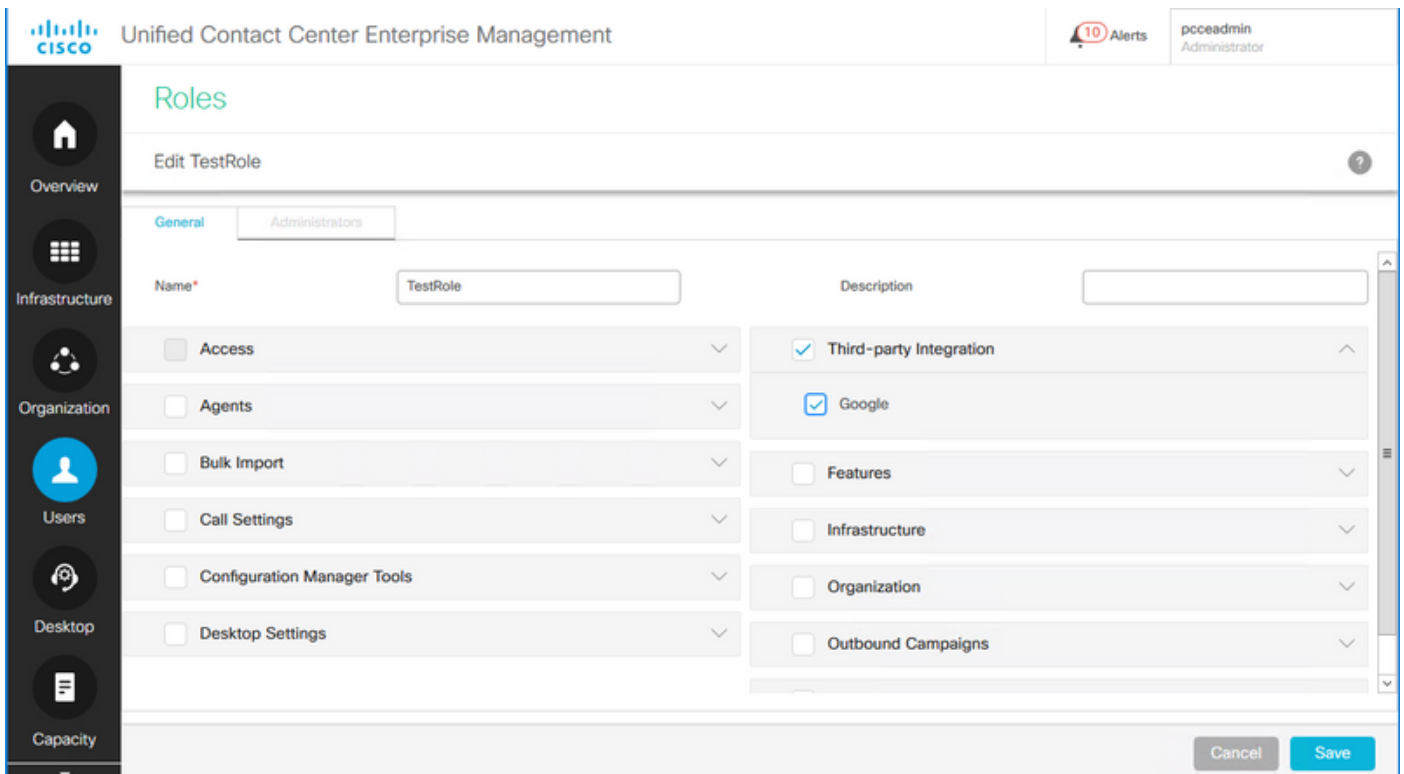 CISCO
Unified Contact Center Enterprise Management
10 Alerts
pcceadmin
Administrator
Roles
Edit TestRole
?
Overview
Infrastructure
Organization
Users
Desktop
Capacity
General
Administrators
Name*
TestRole
Description
Access
Agents
Bulk Import
Call Settings
Configuration Manager Tools
Desktop Settings
Third-party Integration
Google
Features
Infrastructure
Organization
Outbound Campaigns
Cancel
Save